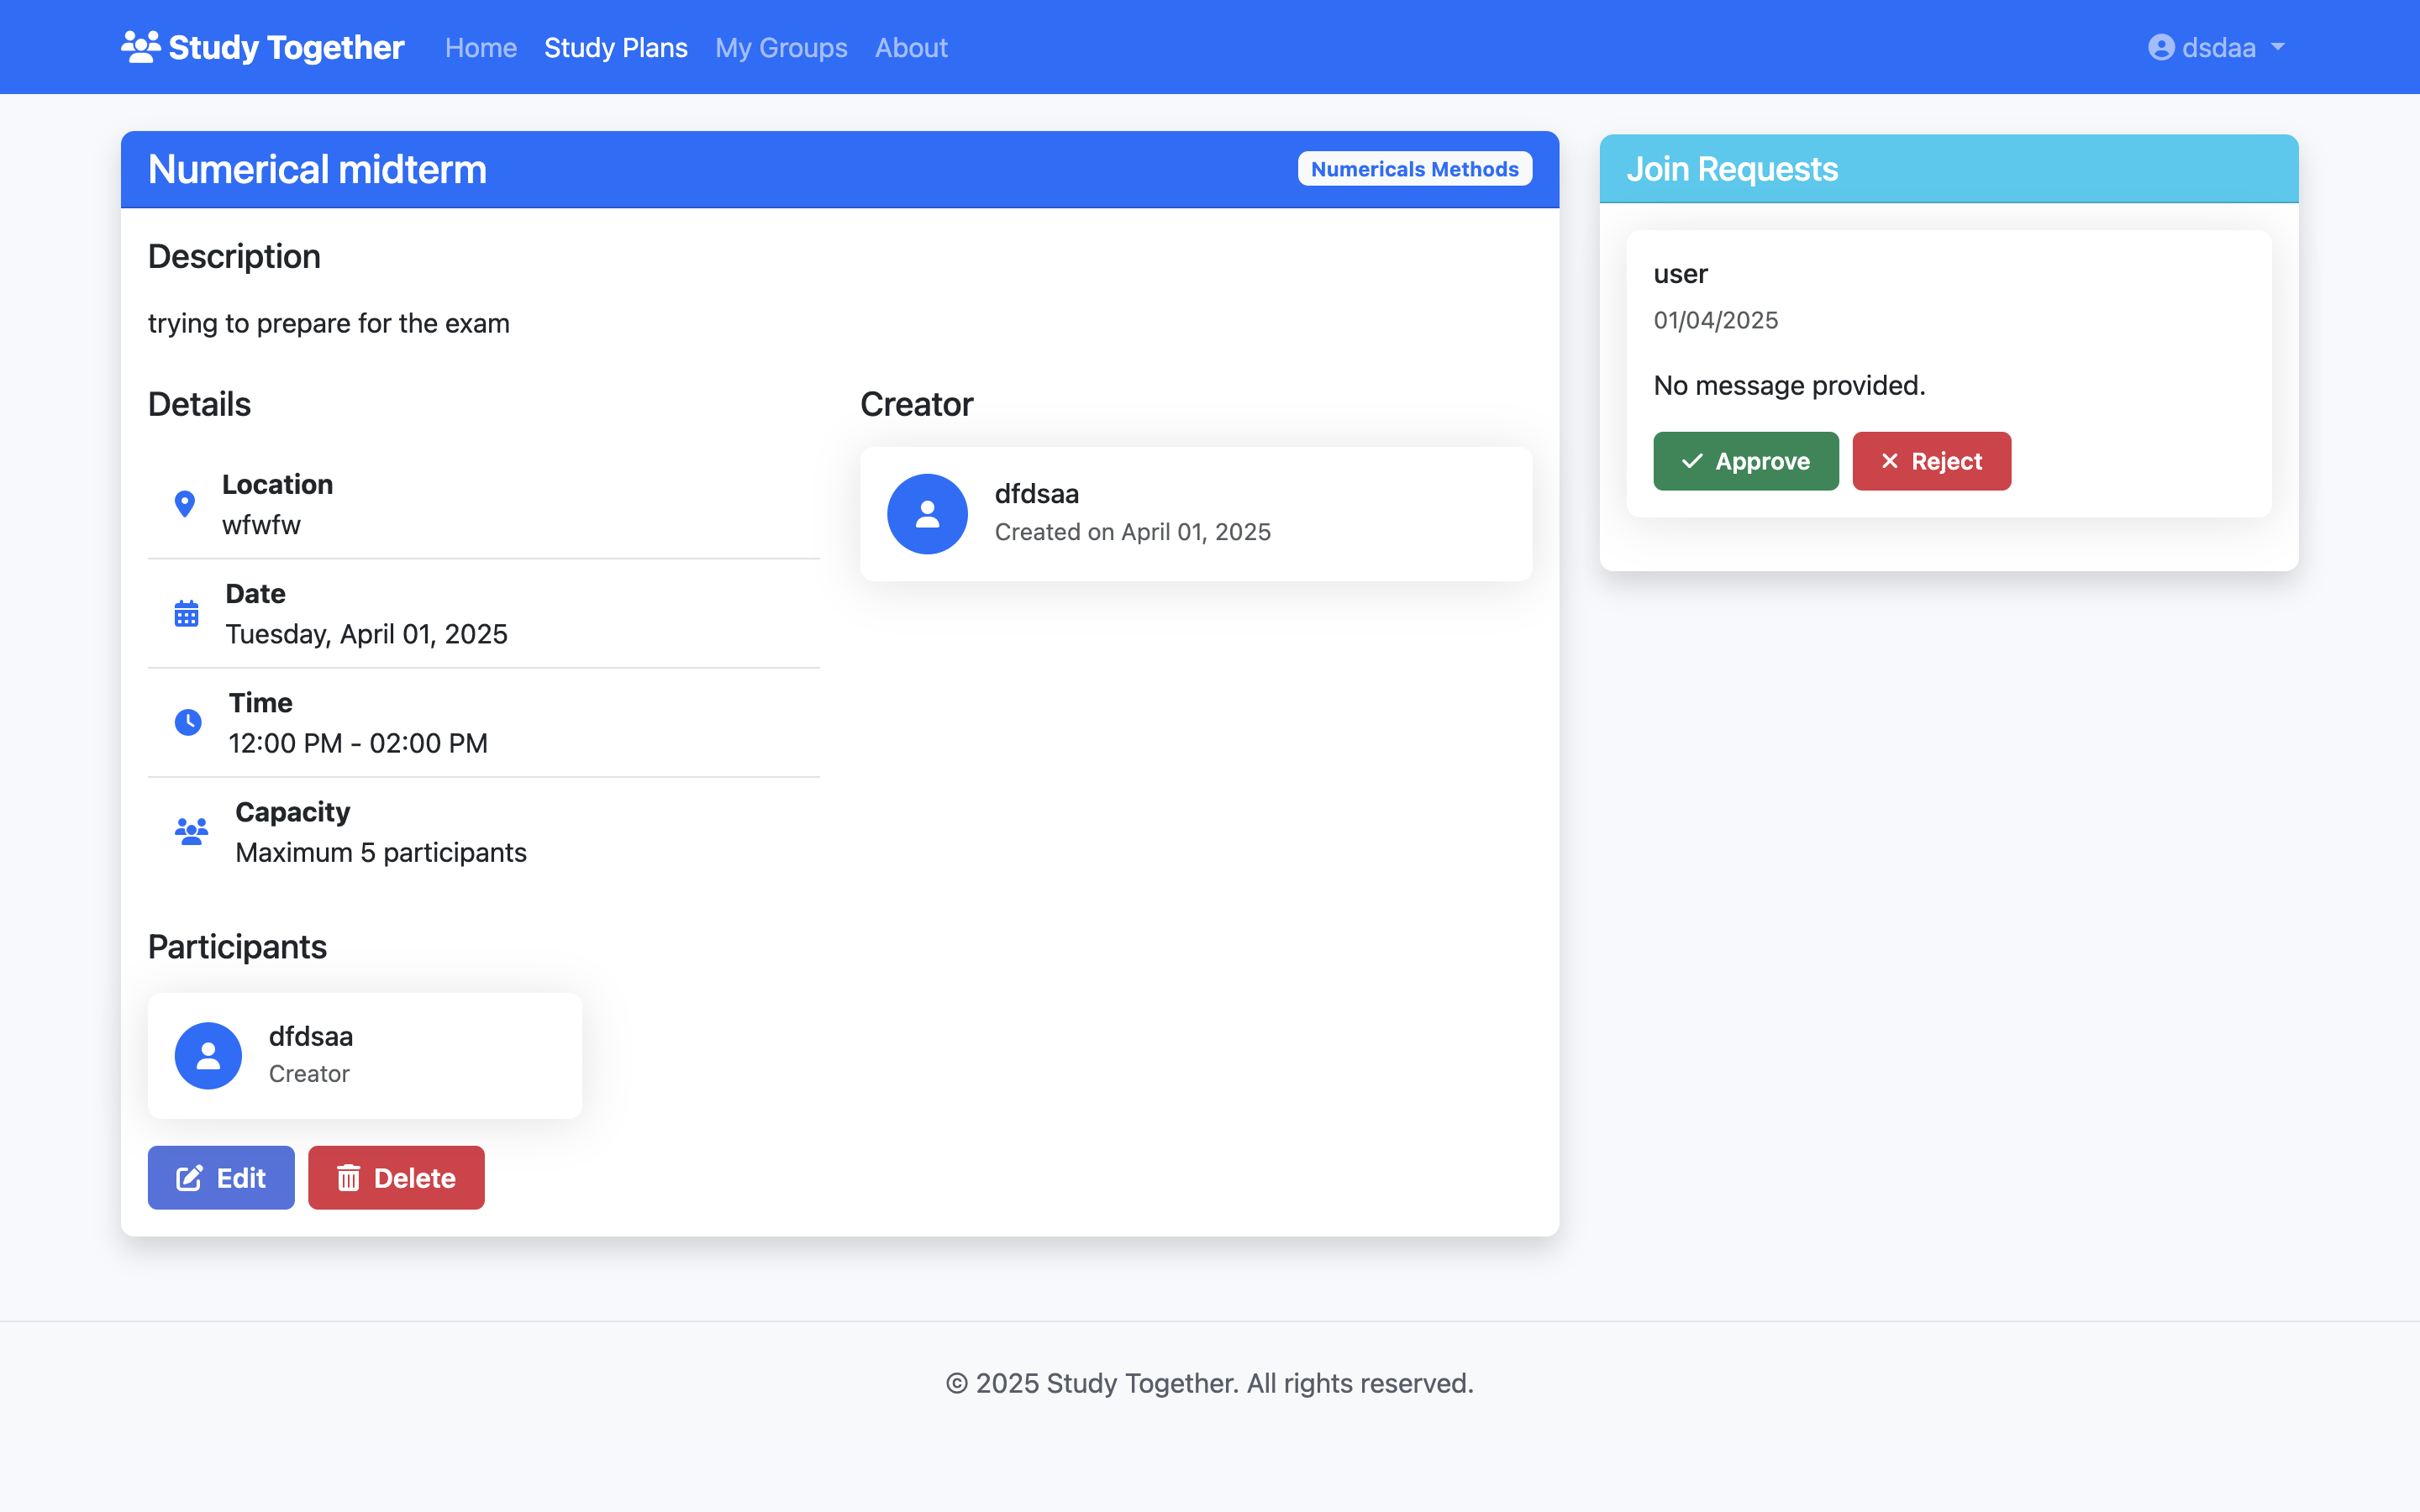 Study Together Home Study Plans My Groups About dsdaa
Numerical midterm Numericals Methods
Description
trying to prepare for the exam
Details
Location
wfwfw
Date
Tuesday, April 01, 2025
Time
12:00 PM - 02:00 PM
Capacity
Maximum 5 participants
Creator
dfdsaa
Created on April 01, 2025
Participants
dfdsaa
Creator
Edit Delete
Join Requests
user
01/04/2025
No message provided.
Approve Reject
© 2025 Study Together. All rights reserved.